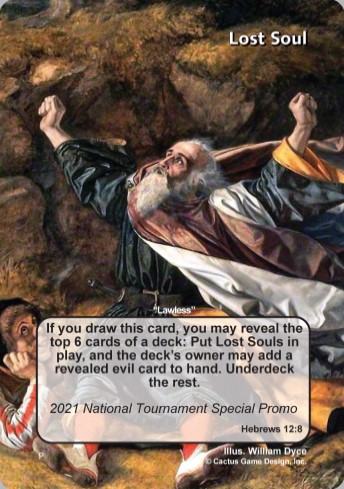 Lost Soul
"Lawless"
If you draw this card, you may reveal the
top 6 cards of a deck: Put Lost Souls in
play, and the deck's owner may add a
revealed evil card to hand. Underdeck
the rest.
2021 National Tournament Special Promo
Hebrews 12:8
P
Illus. William Dyce
© Cactus Game Design, Inc.